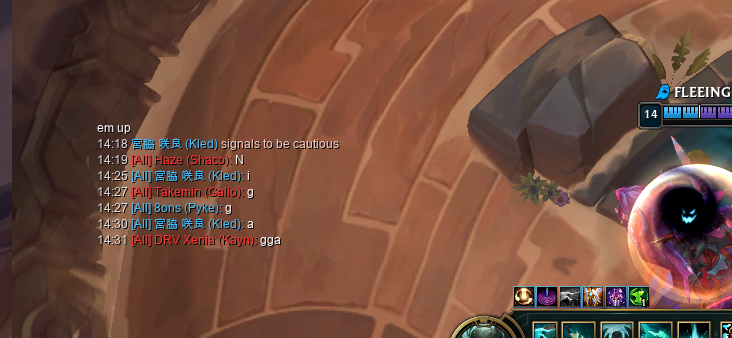 em up
14:18 宮脇 咲良 (Kled) signals to be cautious
14:19 [All] Haze (Shaco): N
14:25 [All] 宮脇 咲良 (Kled): i
14:27 [All] Takemin (Galio): g
14:27 [All] 8ons (Pyke): g
14:30 [All] 宮脇 咲良 (Kled): a
14:31 [All] DRV Xenia (Kayn): gga
FLEEING
14